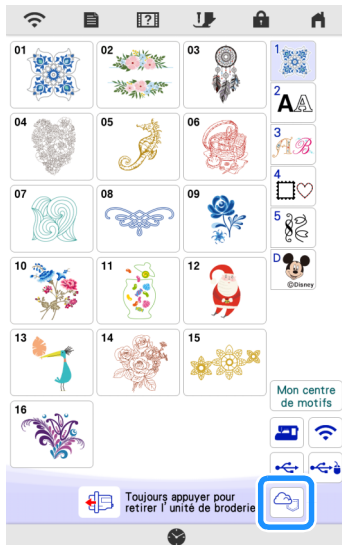 01
02
03
04
05
06
07
08
09
10
11
12
13
14
15
16
1
2
AA
3
AB
4
5
D
©Disney
Mon centre
de motifs
Toujours appuyer pour
retirer l'unité de broderie